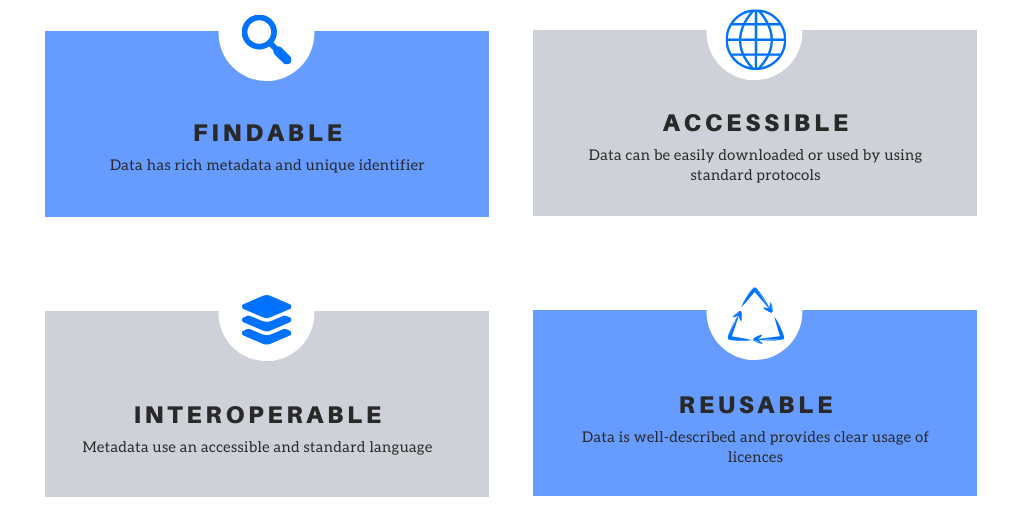 FINDABLE
Data has rich metadata and unique identifier
ACCESSIBLE
Data can be easily downloaded or used by using
standard protocols
INTEROPERABLE
Metadata use an accessible and standard language
REUSABLE
Data is well-described and provides clear usage of
licences